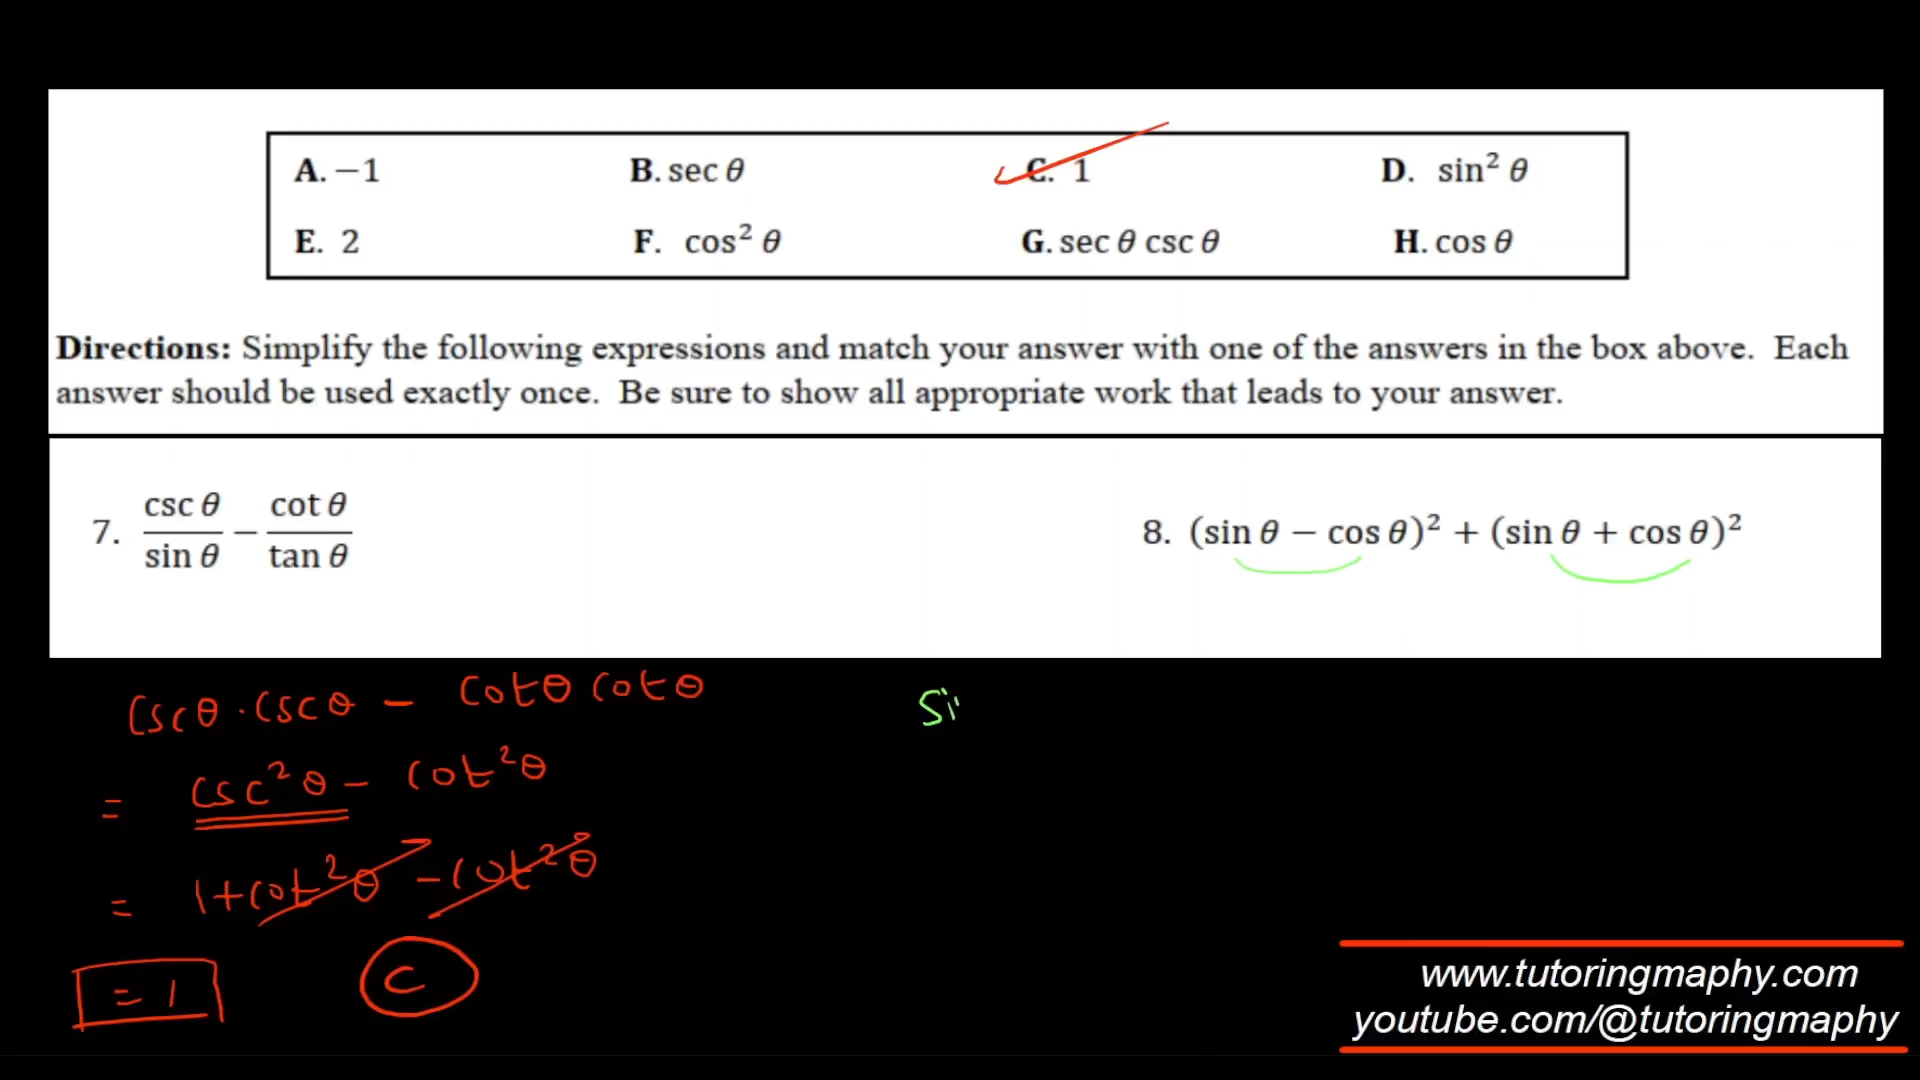 A. −1 B. sec θ C. 1 D. sin² θ
E. 2 F. cos² θ G. sec θ csc θ H. cos θ
Directions: Simplify the following expressions and match your answer with one of the answers in the box above. Each
answer should be used exactly once. Be sure to show all appropriate work that leads to your answer.
7. csc θ / sin θ − cot θ / tan θ
8. (sin θ − cos θ)² + (sin θ + cos θ)²
cscθ · cscθ − cotθ cotθ
= csc²θ − cot²θ
= 1+cot²θ − cot²θ
= 1
C
Si
www.tutoringmaphy.com
youtube.com/@tutoringmaphy